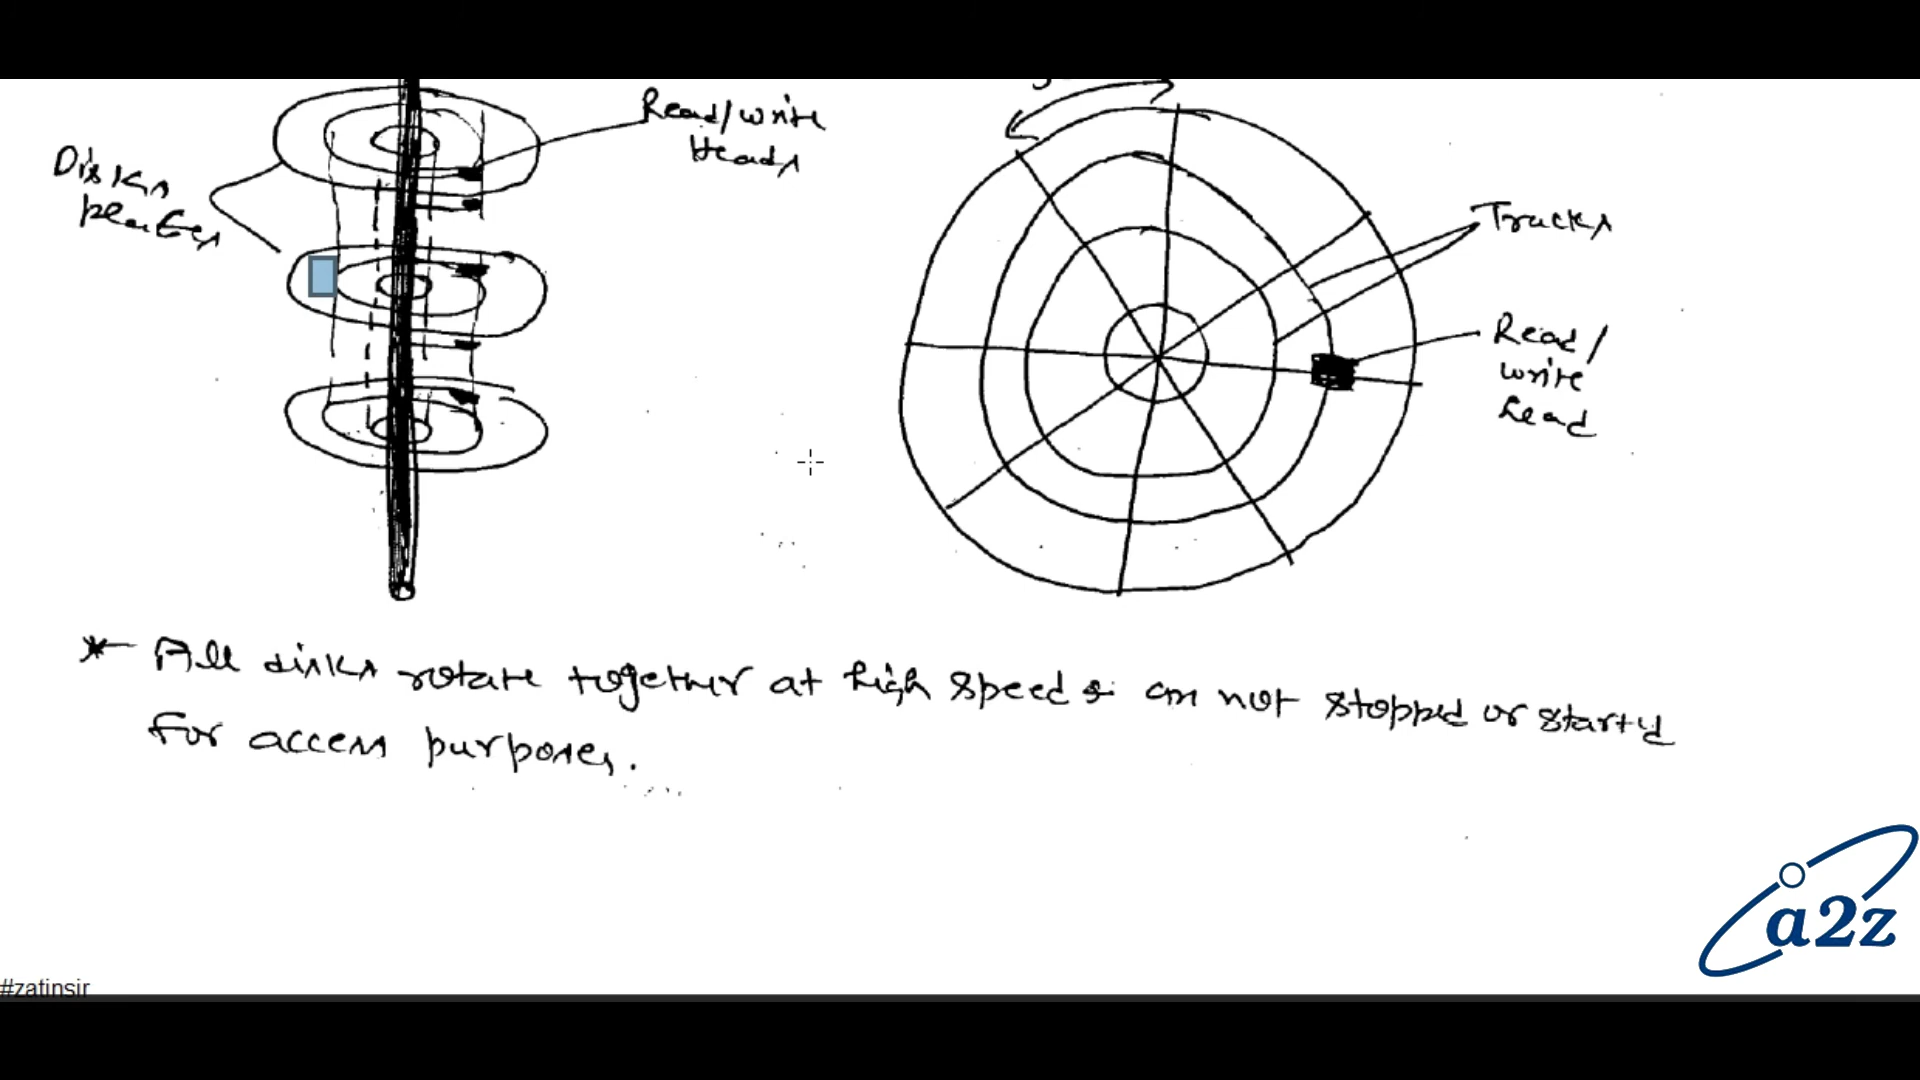 Read/write
Heads
Disks
platters
Tracks
Read/
write
head
* All disks rotate together at high speed & can not stopped or started
for access purposes.
a2z
#zatinsir